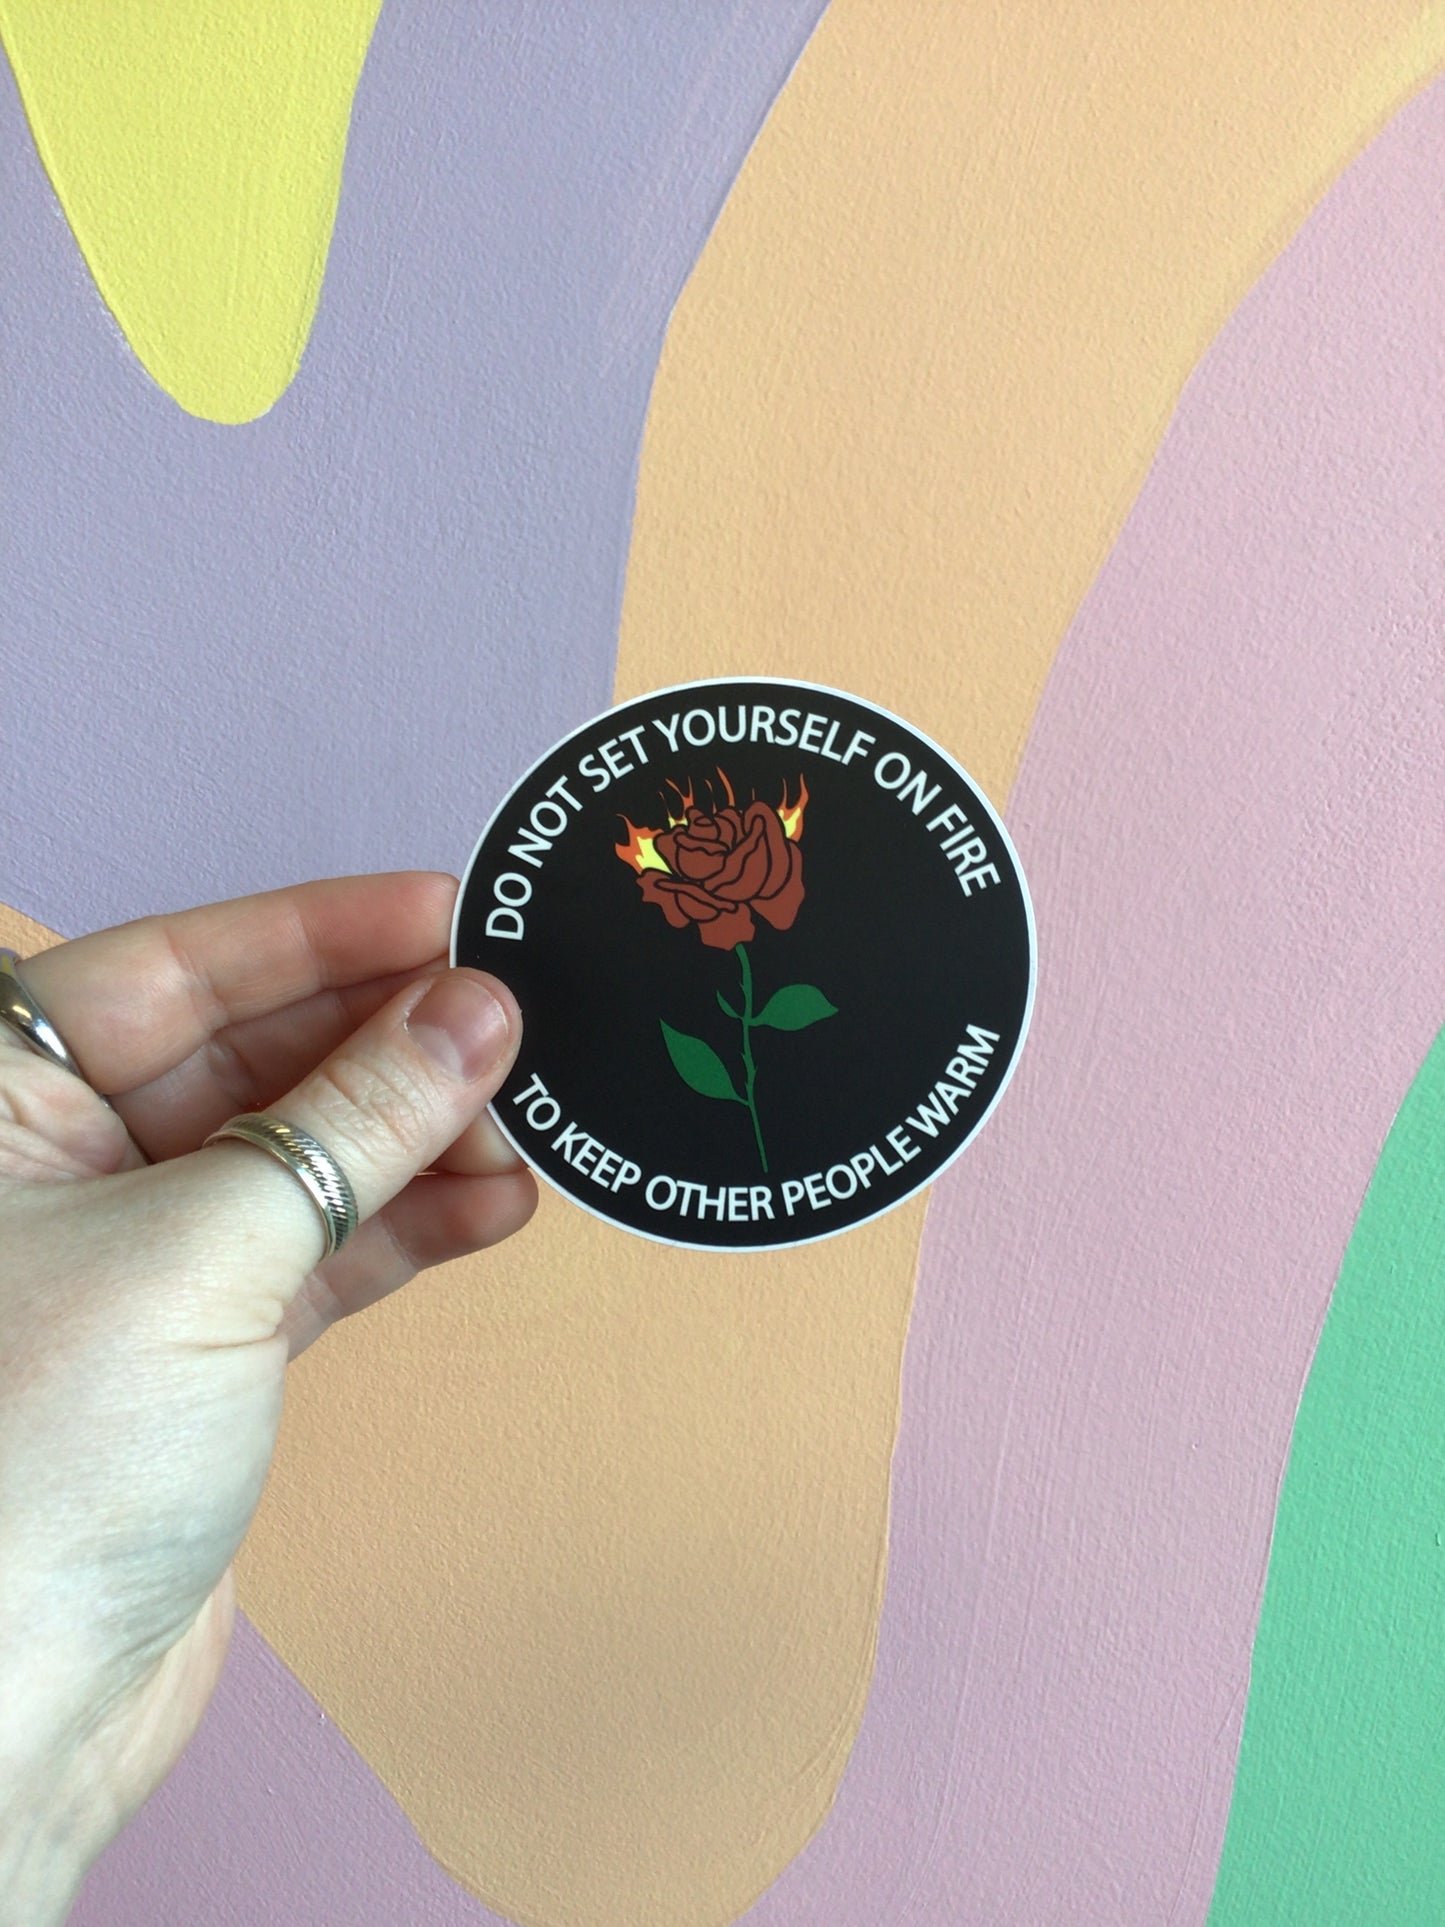 DO NOT SET YOURSELF ON FIRE
TO KEEP OTHER PEOPLE WARM